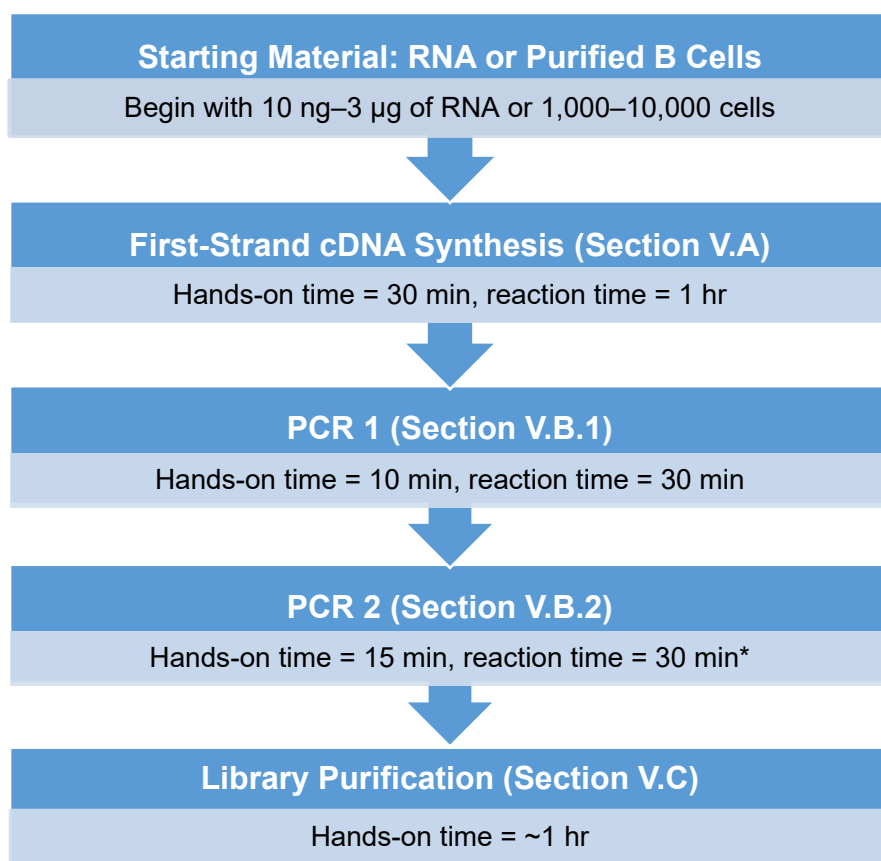 Starting Material: RNA or Purified B Cells
Begin with 10 ng–3 µg of RNA or 1,000–10,000 cells
First-Strand cDNA Synthesis (Section V.A)
Hands-on time = 30 min, reaction time = 1 hr
PCR 1 (Section V.B.1)
Hands-on time = 10 min, reaction time = 30 min
PCR 2 (Section V.B.2)
Hands-on time = 15 min, reaction time = 30 min*
Library Purification (Section V.C)
Hands-on time = ~1 hr